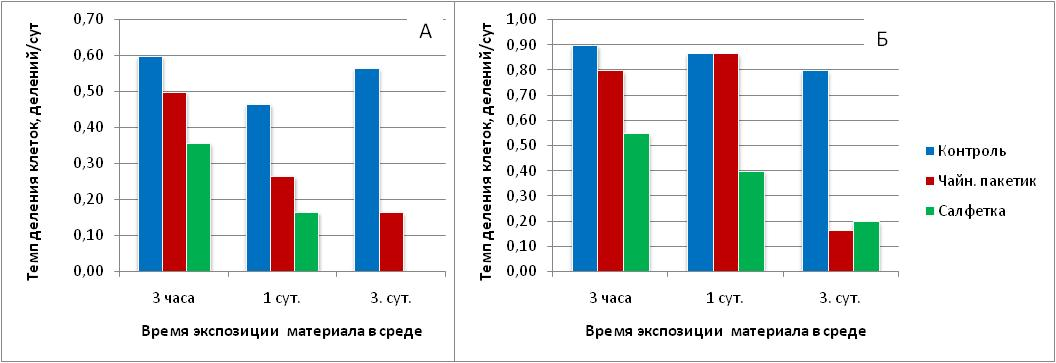 А
Темп деления клеток, делений/сут
0,70
0,60
0,50
0,40
0,30
0,20
0,10
0,00
3 часа 1 сут. 3. сут.
Время экспозиции материала в среде
Б
Темп деления клеток, делений/сут
1,00
0,90
0,80
0,70
0,60
0,50
0,40
0,30
0,20
0,10
0,00
3 часа 1 сут. 3. сут.
Время экспозиции материала в среде
Контроль
Чайн. пакетик
Салфетка